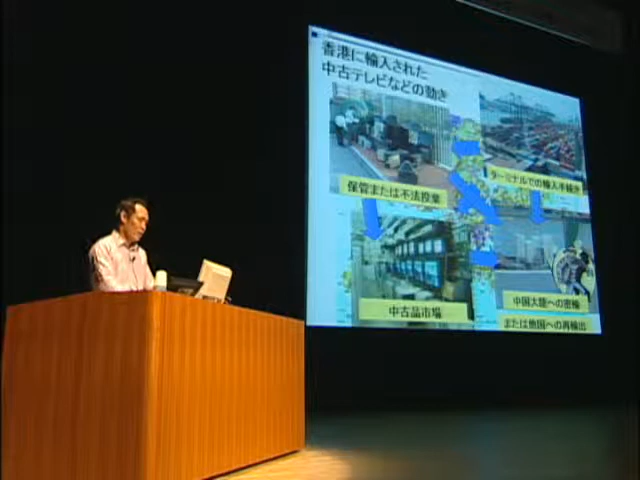 香港に輸入された
中古テレビなどの動き
ターミナルでの輸入手続き
保管または不法投棄
中古品市場
中国大陸への密輸
または他国への再輸出